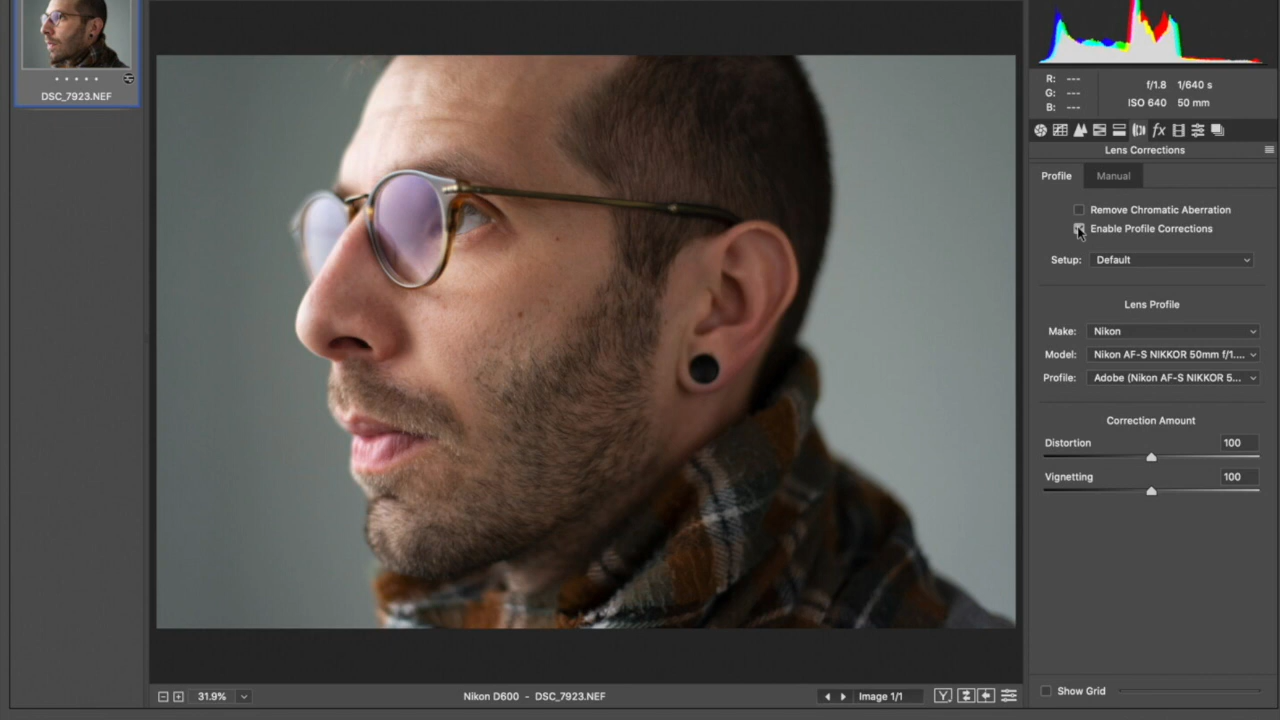 DSC_7923.NEF
R: ---
G: ---
B: ---
f/1.8 1/640 s
ISO 640 50 mm
fx
Lens Corrections
Profile Manual
Remove Chromatic Aberration
Enable Profile Corrections
Setup: Default
Lens Profile
Make: Nikon
Model: Nikon AF-S NIKKOR 50mm f/1....
Profile: Adobe (Nikon AF-S NIKKOR 5...
Correction Amount
Distortion 100
Vignetting 100
Show Grid
31.9%
Nikon D600 - DSC_7923.NEF
Image 1/1
Y